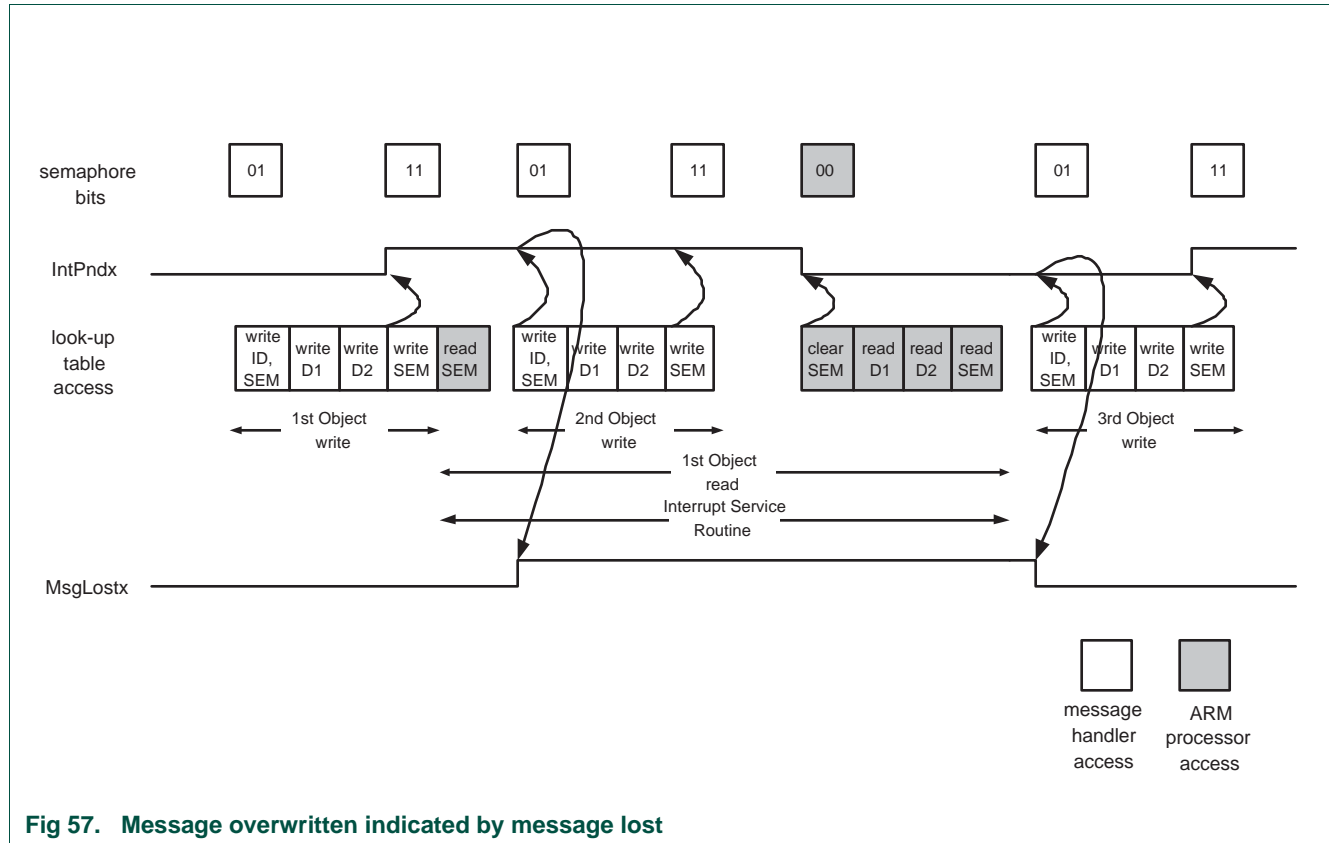 semaphore
bits
01
11
01
11
00
01
11
IntPndx
look-up
table
access
write
ID,
SEM
write
D1
write
D2
write
SEM
read
SEM
write
ID,
SEM
write
D1
write
D2
write
SEM
clear
SEM
read
D1
read
D2
read
SEM
write
ID,
SEM
write
D1
write
D2
write
SEM
1st Object
write
2nd Object
write
3rd Object
write
1st Object
read
Interrupt Service
Routine
MsgLostx
message
handler
access
ARM
processor
access
Fig 57. Message overwritten indicated by message lost